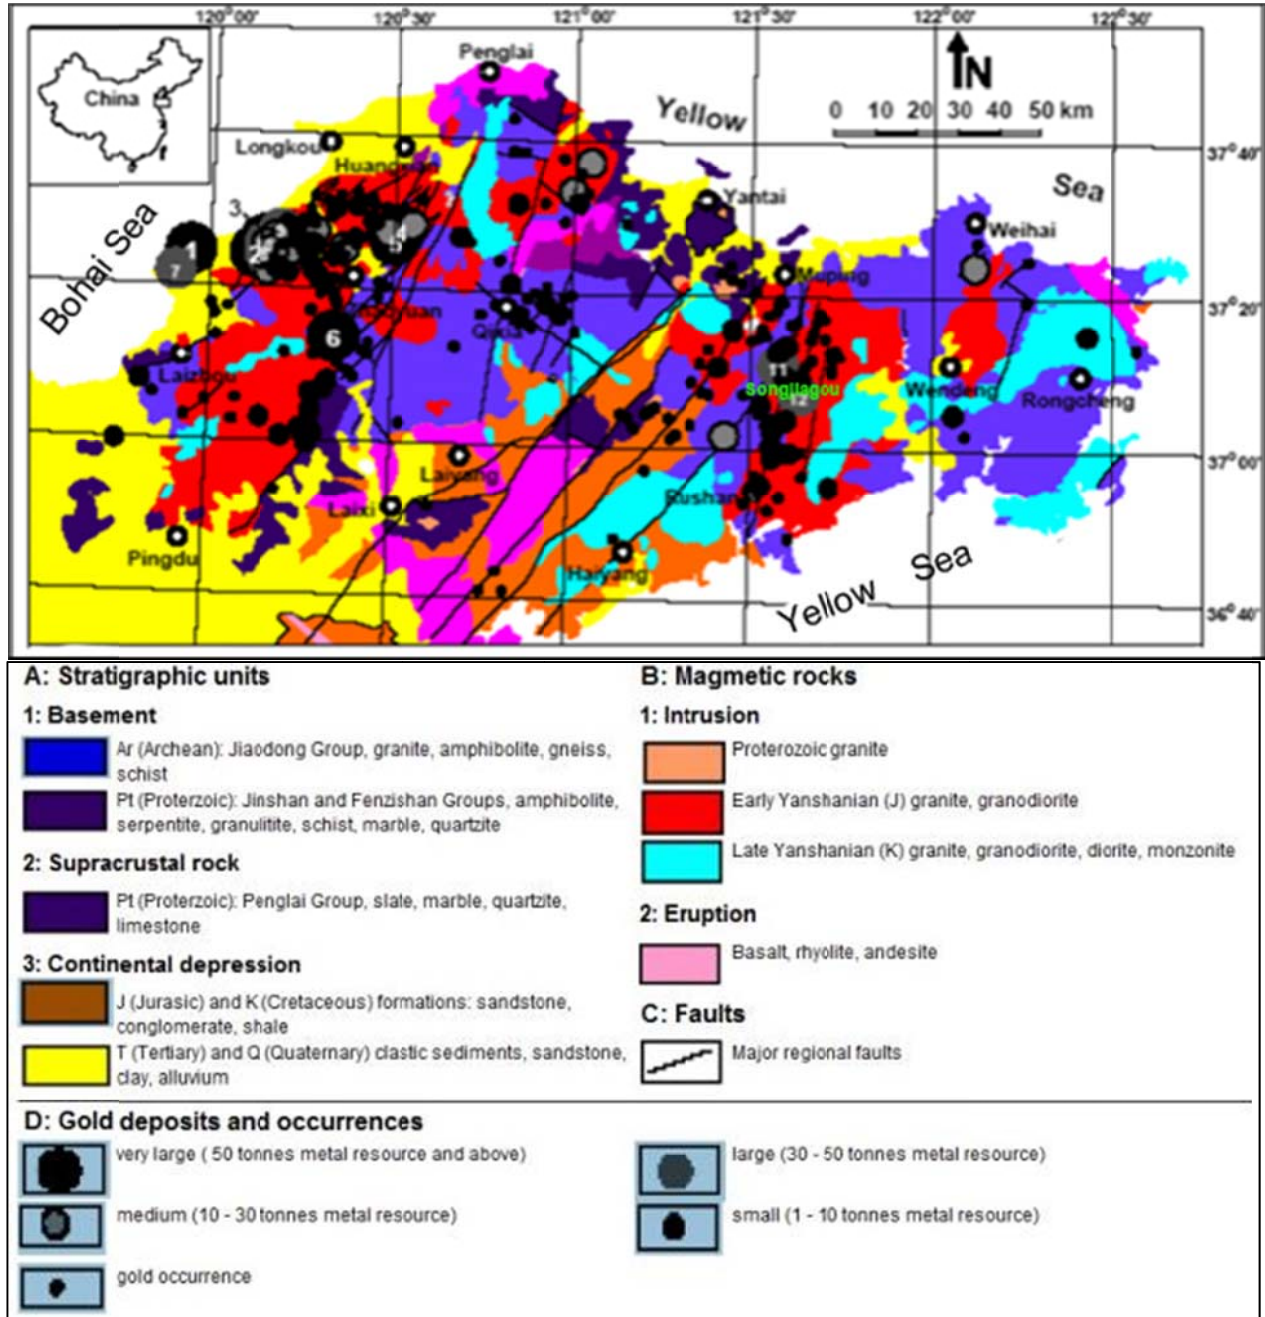 120°00'
120°30'
121°00'
121°30'
122°00'
122°30'
Penglai
N
China
Yellow
0 10 20 30 40 50 km
Longkou
37°40'
Sea
Yantai
3
Weihai
Bohai Sea
1
7
Muping
37°20'
6
Laizhou
11
Songjiagou
12
Wendeng
Rongcheng
37°00'
Laiyang
Rushan
Laixi
Pingdu
Haiyang
Sea
Yellow
36°40'
A: Stratigraphic units
1: Basement
Ar (Archean): Jiaodong Group, granite, amphibolite, gneiss,
schist
Pt (Proterzoic): Jinshan and Fenzishan Groups, amphibolite,
serpentite, granulitite, schist, marble, quartzite
2: Supracrustal rock
Pt (Proterzoic): Penglai Group, slate, marble, quartzite,
limestone
3: Continental depression
J (Jurasic) and K (Cretaceous) formations: sandstone,
conglomerate, shale
T (Tertiary) and Q (Quaternary) clastic sediments, sandstone,
clay, alluvium
B: Magmetic rocks
1: Intrusion
Proterozoic granite
Early Yanshanian (J) granite, granodiorite
Late Yanshanian (K) granite, granodiorite, diorite, monzonite
2: Eruption
Basalt, rhyolite, andesite
C: Faults
Major regional faults
D: Gold deposits and occurrences
very large ( 50 tonnes metal resource and above)
large (30 - 50 tonnes metal resource)
medium (10 - 30 tonnes metal resource)
small (1 - 10 tonnes metal resource)
gold occurrence